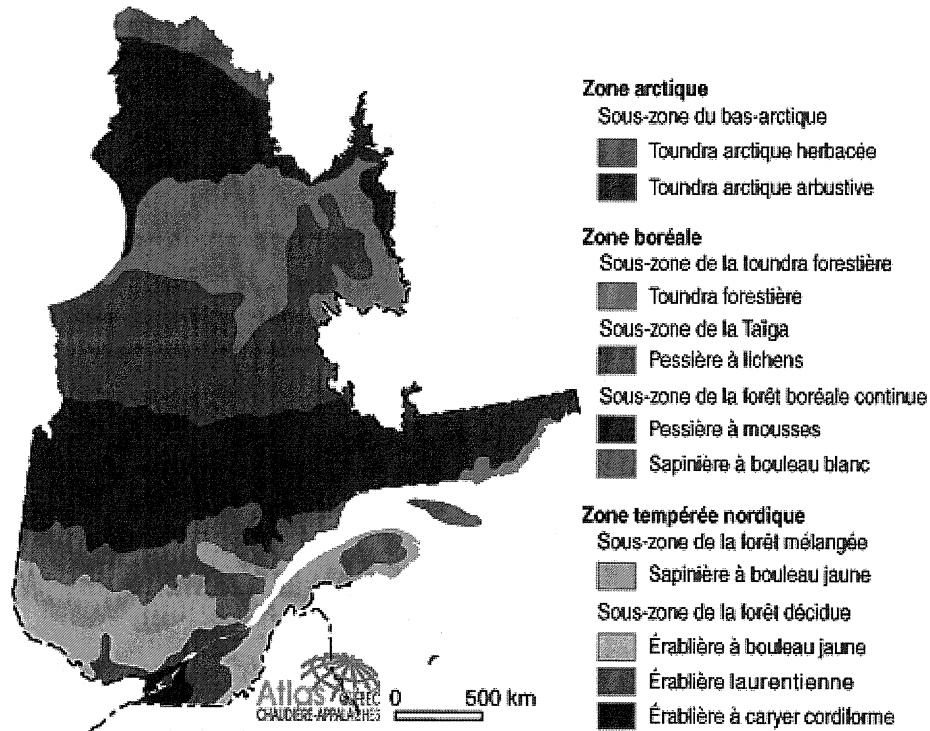 Zone arctique
Sous-zone du bas-arctique
Toundra arctique herbacée
Toundra arctique arbustive
Zone boréale
Sous-zone de la toundra forestière
Toundra forestière
Sous-zone de la Taïga
Pessière à lichens
Sous-zone de la forêt boréale continue
Pessière à mousses
Sapinière à bouleau blanc
Zone tempérée nordique
Sous-zone de la forêt mélangée
Sapinière à bouleau jaune
Sous-zone de la forêt décidue
Érablière à bouleau jaune
Érablière laurentienne
Érablière à caryer cordiforme
Atlas QUÉBEC
CHAUDIÈRE-APPALACHES
0 500 km